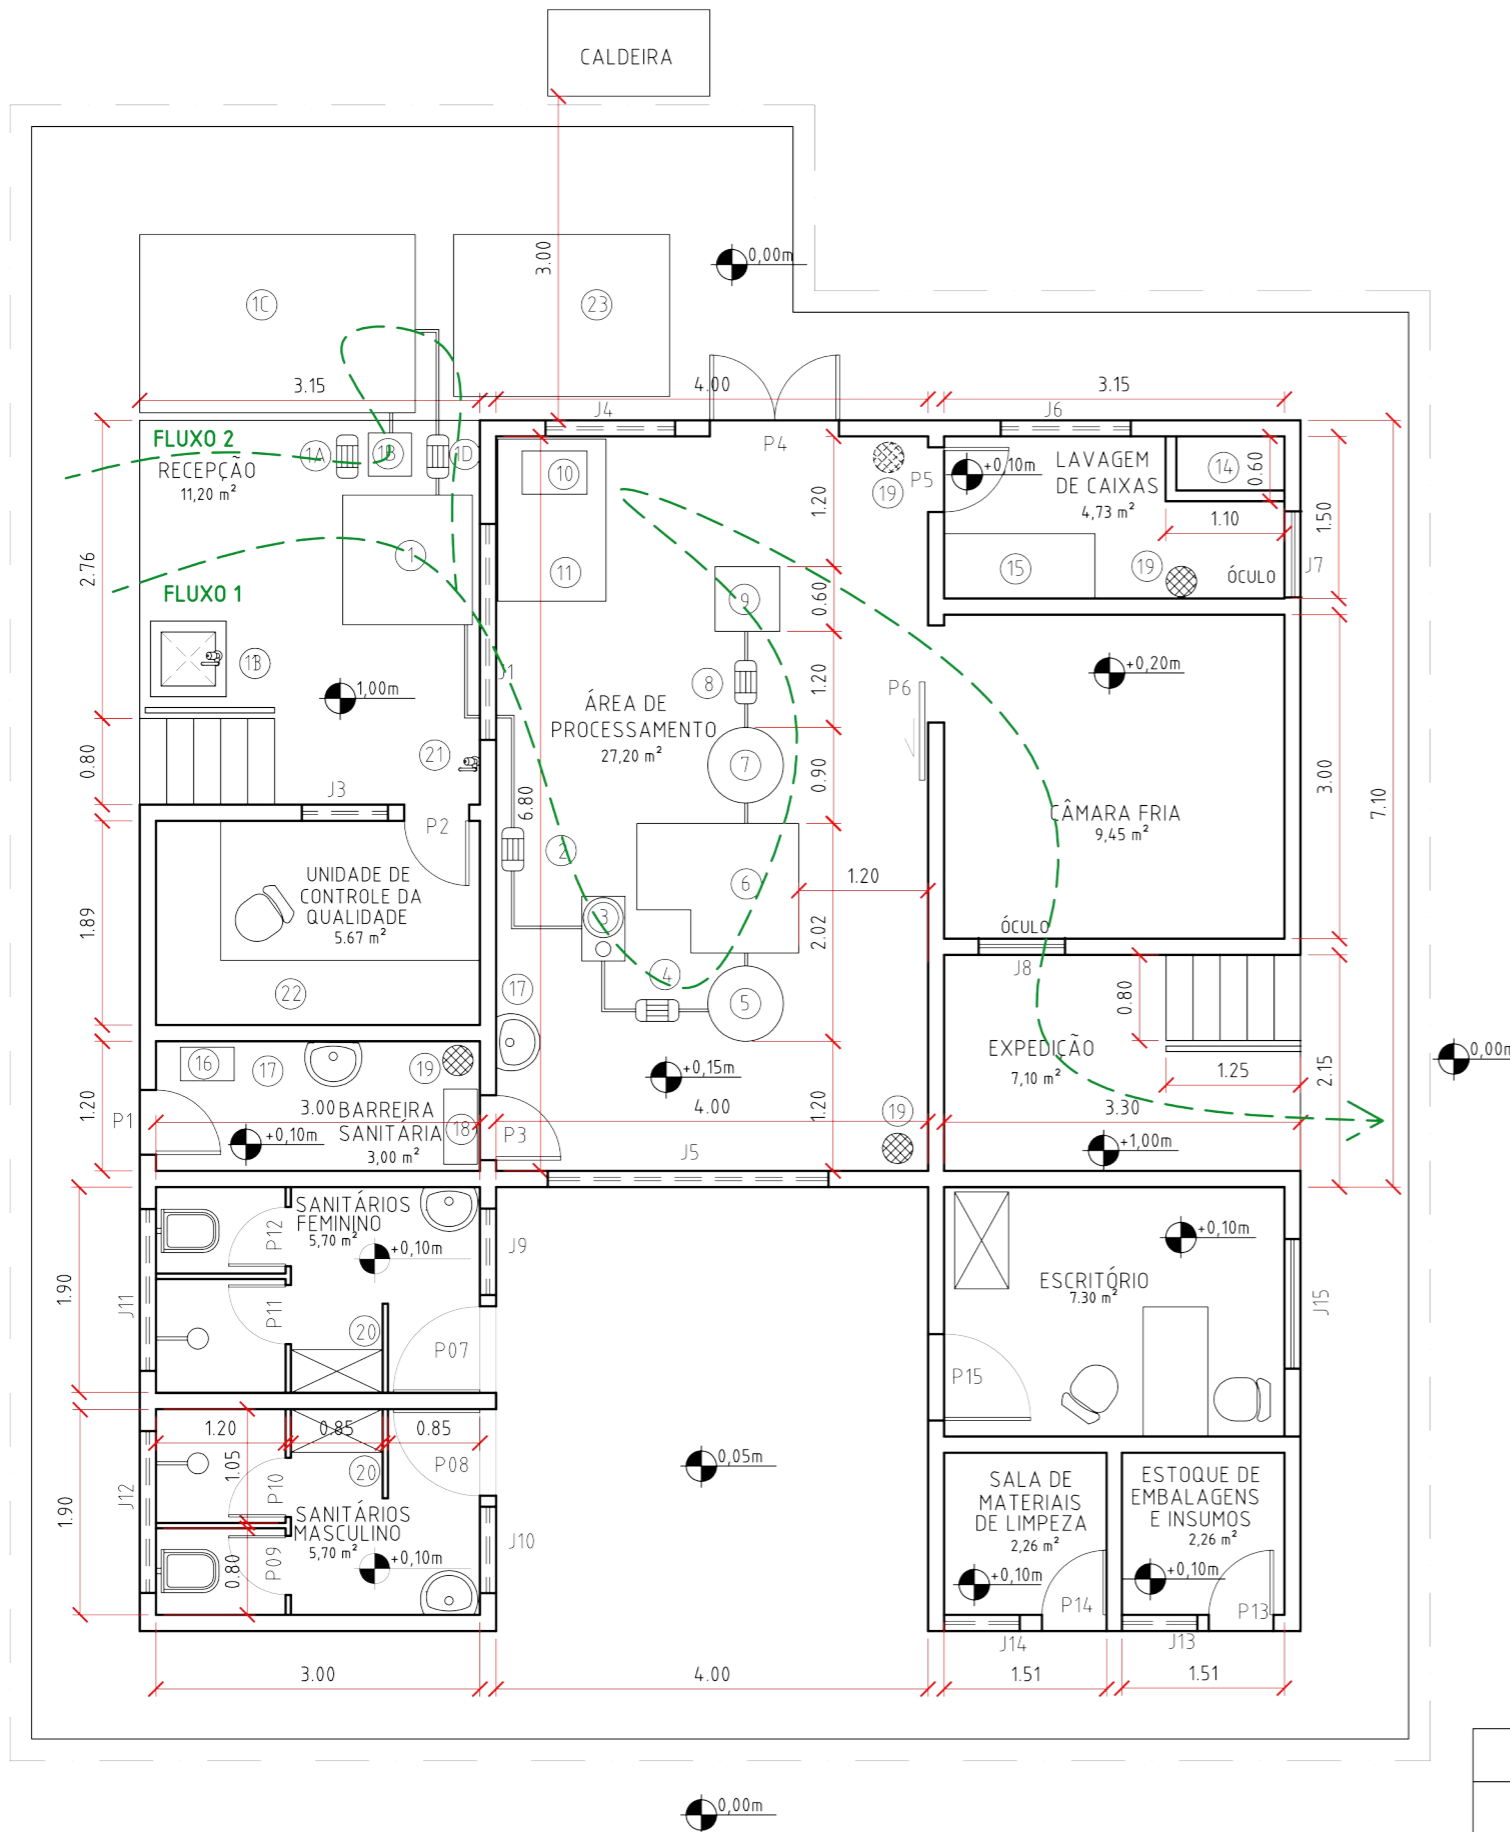 CALDEIRA
0,00m
3.00
1C
23
3.15
4.00
3.15
J4
J6
P4
FLUXO 2
RECEPÇÃO
11,20 m²
1A
1B
1D
10
19
P5
+0,10m
LAVAGEM
DE CAIXAS
4,73 m²
14
0.60
1.10
1.50
1.20
2.76
1
11
9
0.60
15
19
ÓCULO
J7
FLUXO 1
1B
1,00m
J1
ÁREA DE
PROCESSAMENTO
27,20 m²
8
1.20
P6
+0,20m
0.80
21
7
0.90
3.00
7.10
J3
P2
6.80
2
CÂMARA FRIA
9,45 m²
UNIDADE DE
CONTROLE DA
QUALIDADE
5.67 m²
1.89
3
6
1.20
2.02
ÓCULO
J8
22
17
4
5
0.80
EXPEDIÇÃO
7,10 m²
1.25
2.15
0,00m
16
17
19
+0,15m
1.20
P1
3.00
BARREIRA
SANITÁRIA
3,00 m²
+0,10m
18
P3
4.00
1.20
19
3.30
+1,00m
J5
SANITÁRIOS
FEMININO
5,70 m²
P12
+0,10m
J9
1.90
J11
P11
20
P07
+0,10m
ESCRITÓRIO
7.30 m²
J15
P15
1.20
0.85
0.85
1.05
P10
20
P08
0,05m
1.90
J12
SANITÁRIOS
MASCULINO
5,70 m²
P09
0.80
+0,10m
J10
SALA DE
MATERIAIS
DE LIMPEZA
2,26 m²
+0,10m
P14
ESTOQUE DE
EMBALAGENS
E INSUMOS
2,26 m²
+0,10m
P13
J14
J13
3.00
4.00
1.51
1.51
0,00m